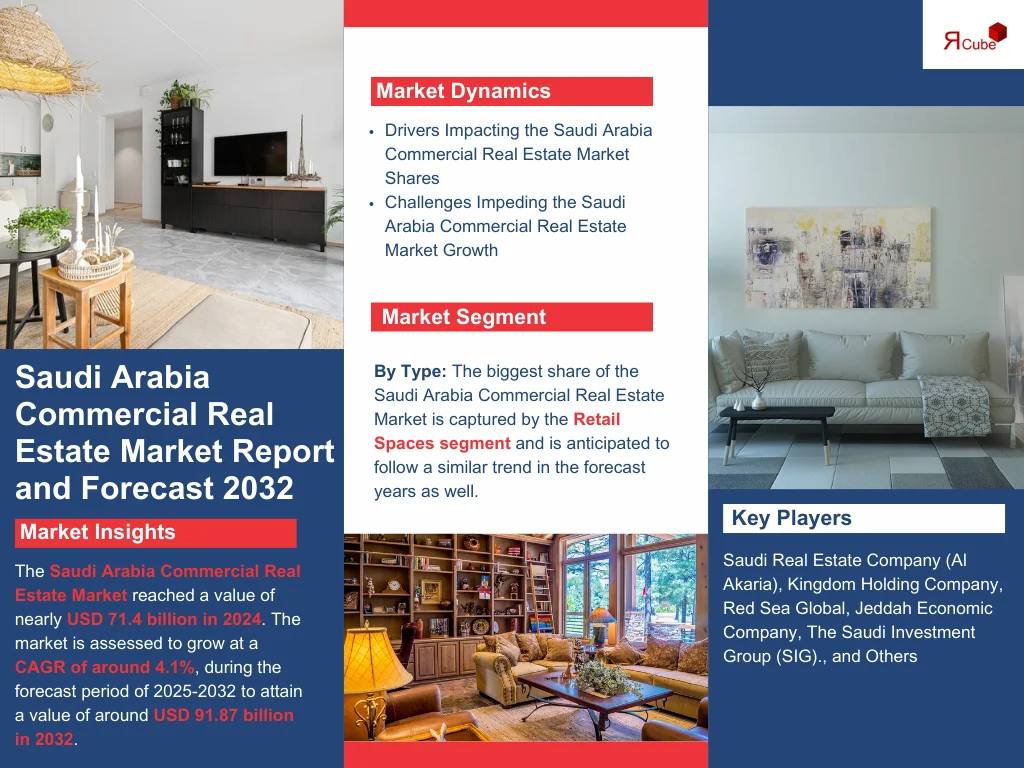 ЯCube
Saudi Arabia
Commercial Real
Estate Market Report
and Forecast 2032
Market Insights
The Saudi Arabia Commercial Real
Estate Market reached a value of
nearly USD 71.4 billion in 2024. The
market is assessed to grow at a
CAGR of around 4.1%, during the
forecast period of 2025-2032 to attain
a value of around USD 91.87 billion
in 2032.
Market Dynamics
• Drivers Impacting the Saudi Arabia
Commercial Real Estate Market
Shares
• Challenges Impeding the Saudi
Arabia Commercial Real Estate
Market Growth
Market Segment
By Type: The biggest share of the
Saudi Arabia Commercial Real Estate
Market is captured by the Retail
Spaces segment and is anticipated to
follow a similar trend in the forecast
years as well.
Key Players
Saudi Real Estate Company (Al
Akaria), Kingdom Holding Company,
Red Sea Global, Jeddah Economic
Company, The Saudi Investment
Group (SIG)., and Others